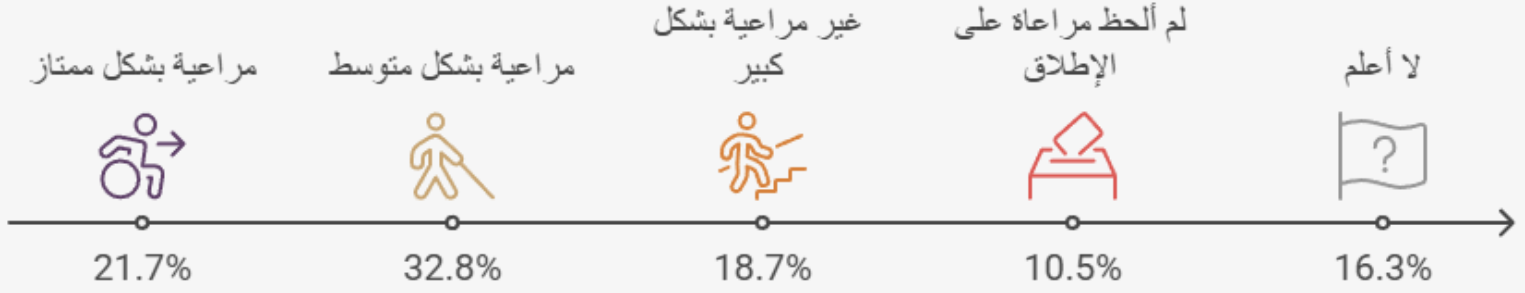 مراعية بشكل ممتاز
21.7%
مراعية بشكل متوسط
32.8%
غير مراعية بشكل
كبير
18.7%
لم ألحظ مراعاة على
الإطلاق
10.5%
لا أعلم
?
16.3%